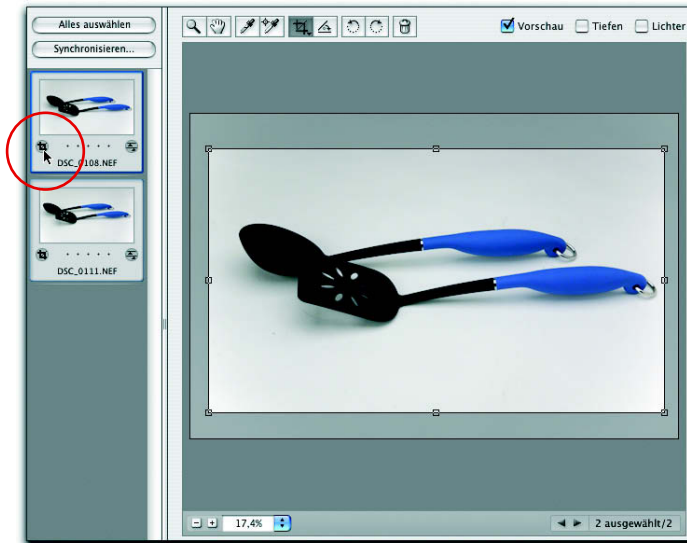 Alles auswählen
Synchronisieren...
Vorschau Tiefen Lichter
DSC_0108.NEF
DSC_0111.NEF
17,4%
2 ausgewählt/2